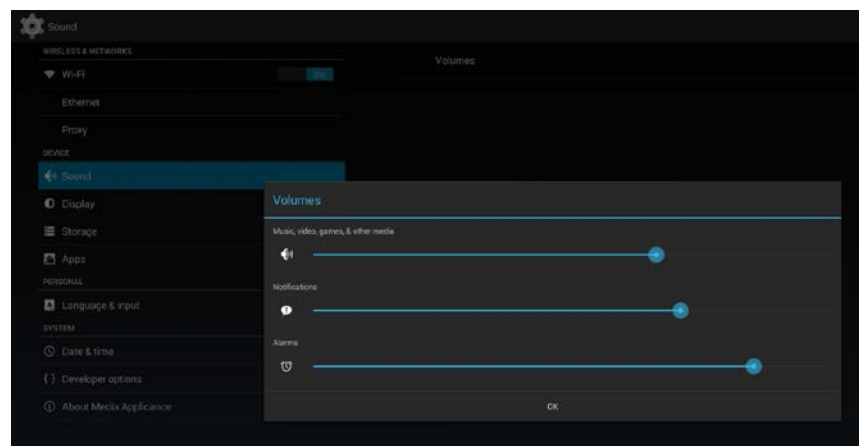 Sound
WIRELESS & NETWORKS
Wi-Fi
ON
Ethernet
Proxy
DEVICE
Sound
Display
Storage
Apps
PERSONAL
Language & input
SYSTEM
Date & time
{ } Developer options
About Media Applicance
Volumes
Volumes
Music, video, games, & other media
Notifications
Alarms
OK